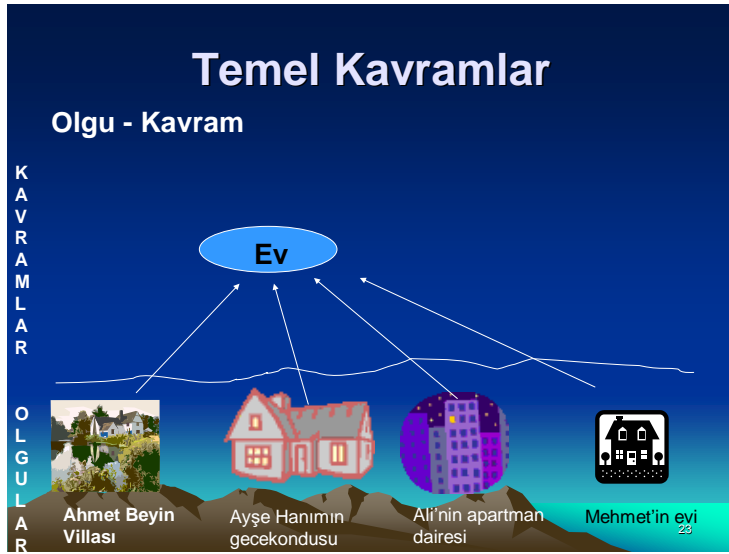 Temel Kavramlar
Olgu - Kavram
K
A
V
R
A
M
L
A
R
Ev
O
L
G
U
L
A
R
Ahmet Beyin
Villası
Ayşe Hanımın
gecekondusu
Ali'nin apartman
dairesi
Mehmet'in evi
23